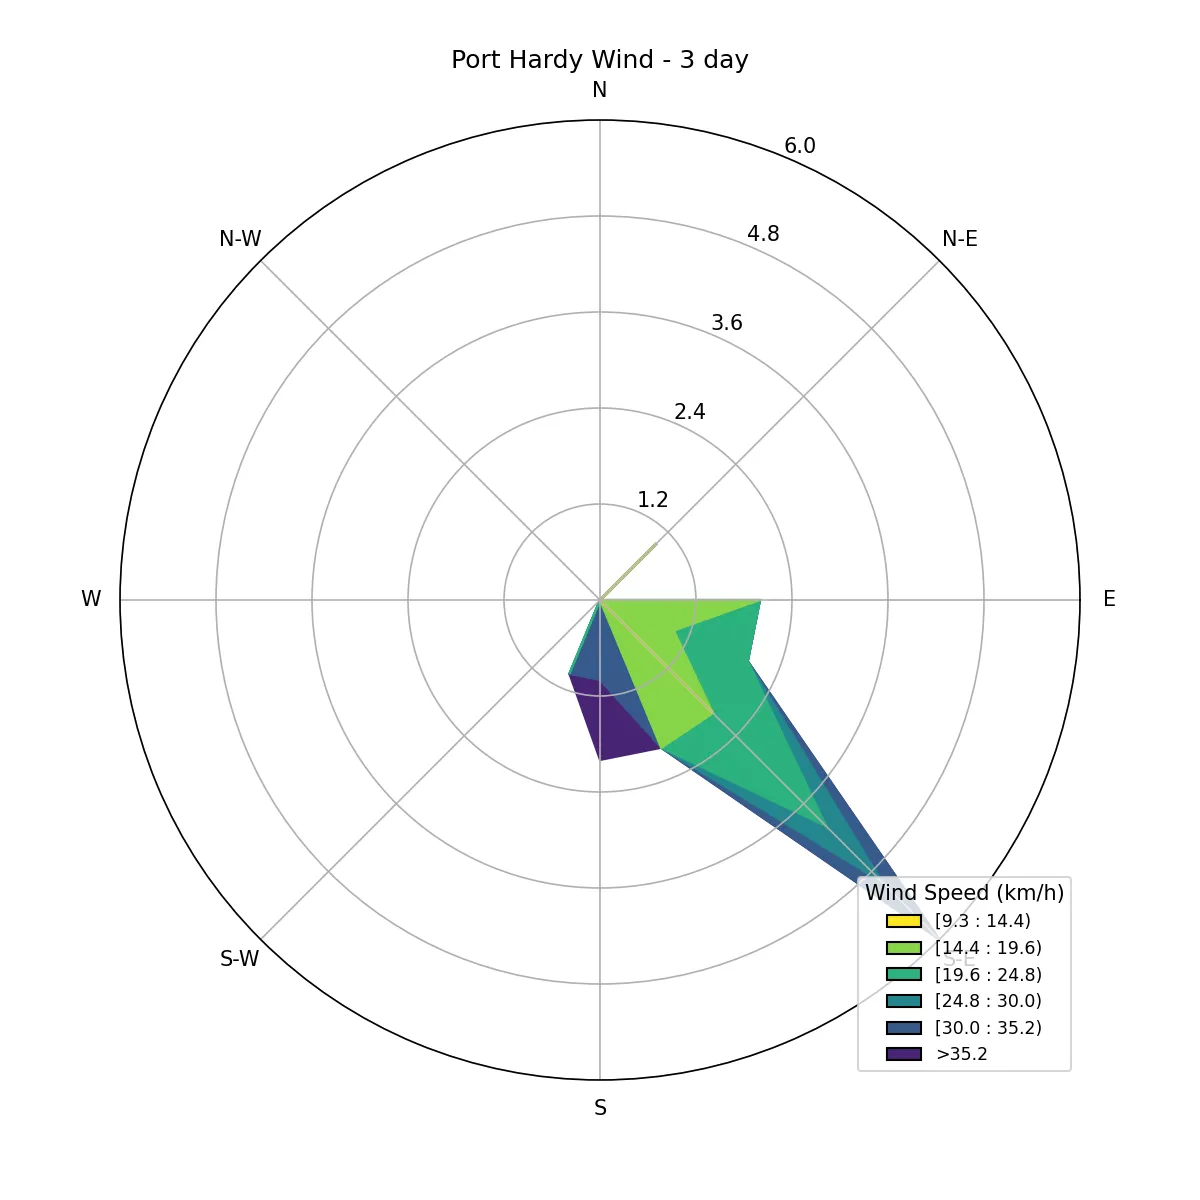 Port Hardy Wind - 3 day
N
6.0
N-W
4.8
N-E
3.6
2.4
1.2
W
E
S-W
S-E
Wind Speed (km/h)
[9.3 : 14.4)
[14.4 : 19.6)
[19.6 : 24.8)
[24.8 : 30.0)
[30.0 : 35.2)
>35.2
S